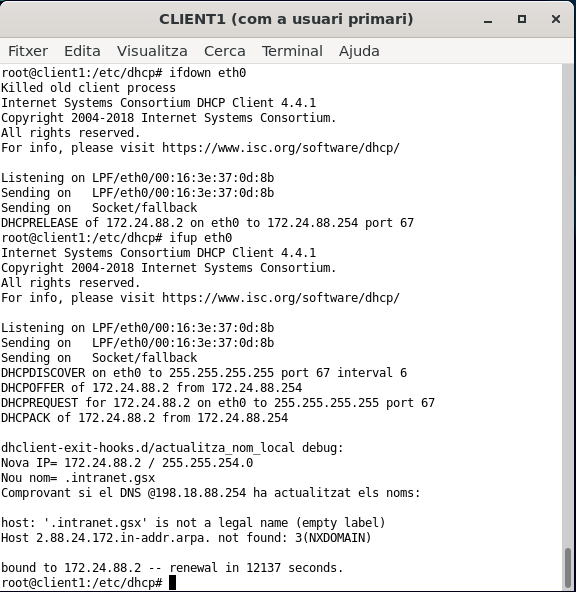 CLIENT1 (com a usuari primari)
Fitxer Edita Visualitza Cerca Terminal Ajuda
root@client1:/etc/dhcp# ifdown eth0
Killed old client process
Internet Systems Consortium DHCP Client 4.4.1
Copyright 2004-2018 Internet Systems Consortium.
All rights reserved.
For info, please visit https://www.isc.org/software/dhcp/

Listening on LPF/eth0/00:16:3e:37:0d:8b
Sending on   LPF/eth0/00:16:3e:37:0d:8b
Sending on   Socket/fallback
DHCPRELEASE of 172.24.88.2 on eth0 to 172.24.88.254 port 67
root@client1:/etc/dhcp# ifup eth0
Internet Systems Consortium DHCP Client 4.4.1
Copyright 2004-2018 Internet Systems Consortium.
All rights reserved.
For info, please visit https://www.isc.org/software/dhcp/

Listening on LPF/eth0/00:16:3e:37:0d:8b
Sending on   LPF/eth0/00:16:3e:37:0d:8b
Sending on   Socket/fallback
DHCPDISCOVER on eth0 to 255.255.255.255 port 67 interval 6
DHCPOFFER of 172.24.88.2 from 172.24.88.254
DHCPREQUEST for 172.24.88.2 on eth0 to 255.255.255.255 port 67
DHCPACK of 172.24.88.2 from 172.24.88.254

dhclient-exit-hooks.d/actualitza_nom_local debug:
Nova IP= 172.24.88.2 / 255.255.254.0
Nou nom= .intranet.gsx
Comprovant si el DNS @198.18.88.254 ha actualitzat els noms:

host: '.intranet.gsx' is not a legal name (empty label)
Host 2.88.24.172.in-addr.arpa. not found: 3(NXDOMAIN)

bound to 172.24.88.2 -- renewal in 12137 seconds.
root@client1:/etc/dhcp#